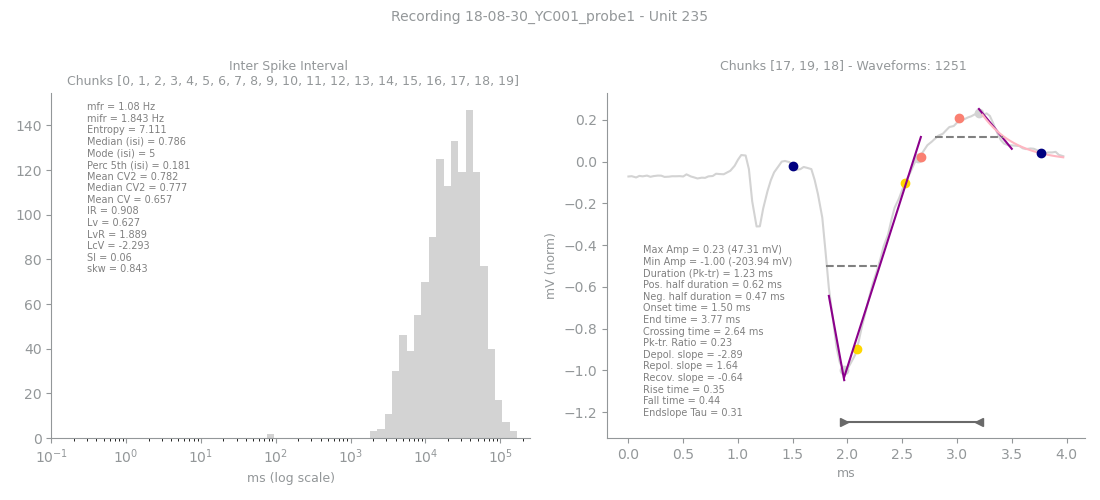 Recording 18-08-30_YC001_probe1 - Unit 235
Inter Spike Interval
Chunks [0, 1, 2, 3, 4, 5, 6, 7, 8, 9, 10, 11, 12, 13, 14, 15, 16, 17, 18, 19]
mfr = 1.08 Hz
mifr = 1.843 Hz
Entropy = 7.111
Median (isi) = 0.786
Mode (isi) = 5
Perc 5th (isi) = 0.181
Mean CV2 = 0.782
Median CV2 = 0.777
Mean CV = 0.657
IR = 0.908
Lv = 0.627
LvR = 1.889
LcV = -2.293
SI = 0.06
skw = 0.843
140
120
100
80
60
40
20
0
10⁻¹ 10⁰ 10¹ 10² 10³ 10⁴ 10⁵
ms (log scale)
Chunks [17, 19, 18] - Waveforms: 1251
mV (norm)
0.2
0.0
−0.2
−0.4
−0.6
−0.8
−1.0
−1.2
Max Amp = 0.23 (47.31 mV)
Min Amp = -1.00 (-203.94 mV)
Duration (Pk-tr) = 1.23 ms
Pos. half duration = 0.62 ms
Neg. half duration = 0.47 ms
Onset time = 1.50 ms
End time = 3.77 ms
Crossing time = 2.64 ms
Pk-tr. Ratio = 0.23
Depol. slope = -2.89
Repol. slope = 1.64
Recov. slope = -0.64
Rise time = 0.35
Fall time = 0.44
Endslope Tau = 0.31
0.0 0.5 1.0 1.5 2.0 2.5 3.0 3.5 4.0
ms